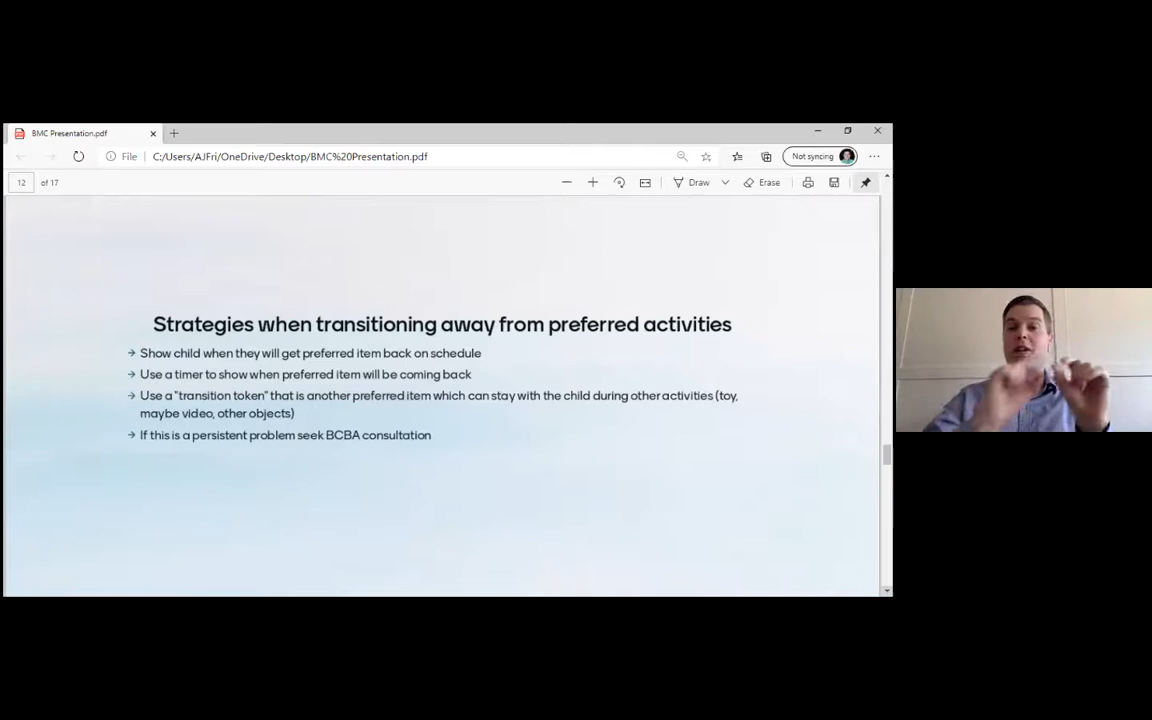 BMC Presentation.pdf
File C:/Users/AJFri/OneDrive/Desktop/BMC%20Presentation.pdf Not syncing
12 of 17 Draw Erase
Strategies when transitioning away from preferred activities
→ Show child when they will get preferred item back on schedule
→ Use a timer to show when preferred item will be coming back
→ Use a "transition token" that is another preferred item which can stay with the child during other activities (toy,
maybe video, other objects)
→ If this is a persistent problem seek BCBA consultation